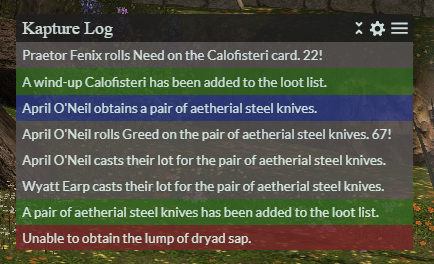 Kapture Log
Praetor Fenix rolls Need on the Calofisteri card. 22!
A wind-up Calofisteri has been added to the loot list.
April O'Neil obtains a pair of aetherial steel knives.
April O'Neil rolls Greed on the pair of aetherial steel knives. 67!
April O'Neil casts their lot for the pair of aetherial steel knives.
Wyatt Earp casts their lot for the pair of aetherial steel knives.
A pair of aetherial steel knives has been added to the loot list.
Unable to obtain the lump of dryad sap.